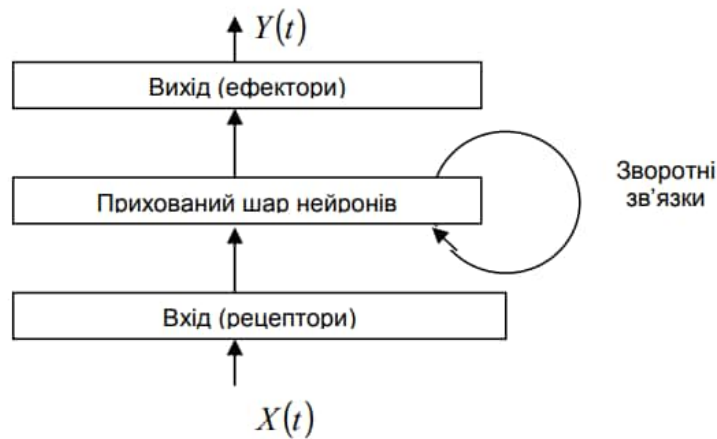 Y(t)
Вихід (ефектори)
Прихований шар нейронів
Зворотні
зв’язки
Вхід (рецептори)
X(t)